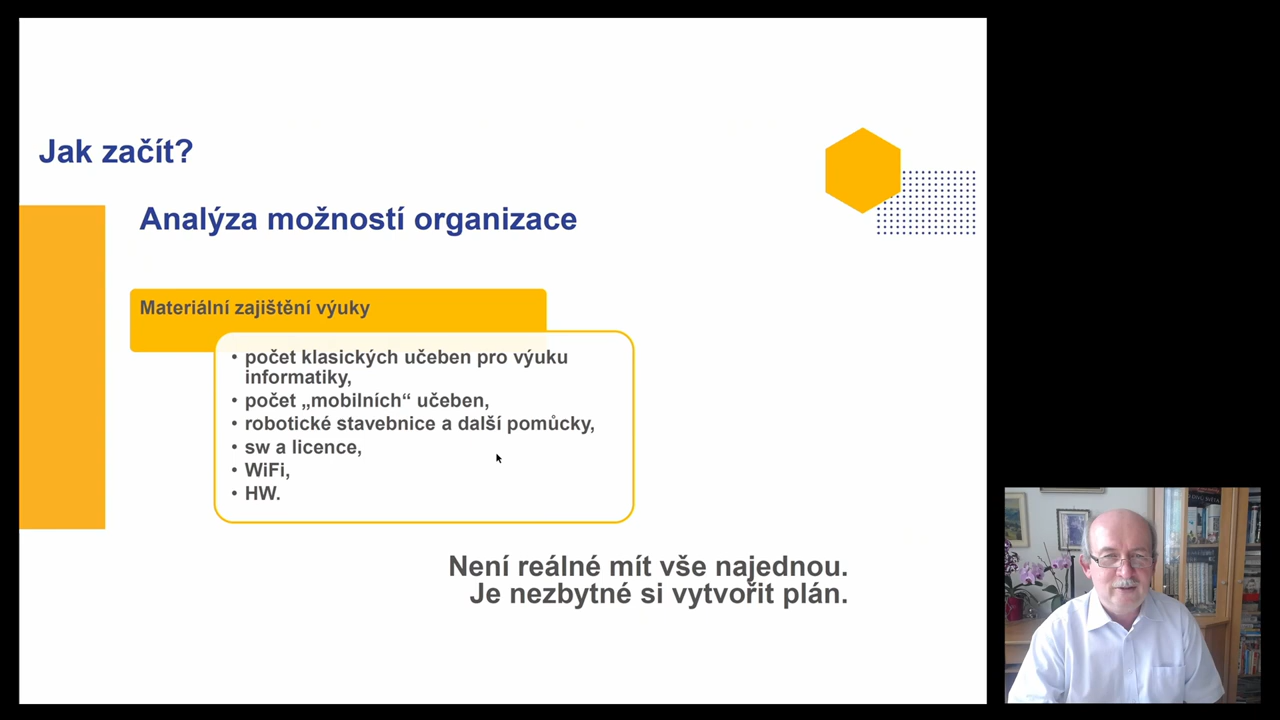 Jak začít?
Analýza možností organizace
Materiální zajištění výuky
• počet klasických učeben pro výuku
informatiky,
• počet „mobilních“ učeben,
• robotické stavebnice a další pomůcky,
• sw a licence,
• WiFi,
• HW.
Není reálné mít vše najednou.
Je nezbytné si vytvořit plán.